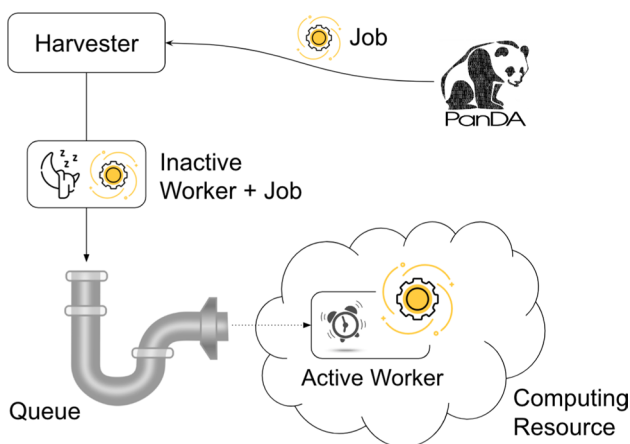 Harvester
Job
PanDA
z z z z
Inactive
Worker + Job
Active Worker
Queue
Computing
Resource